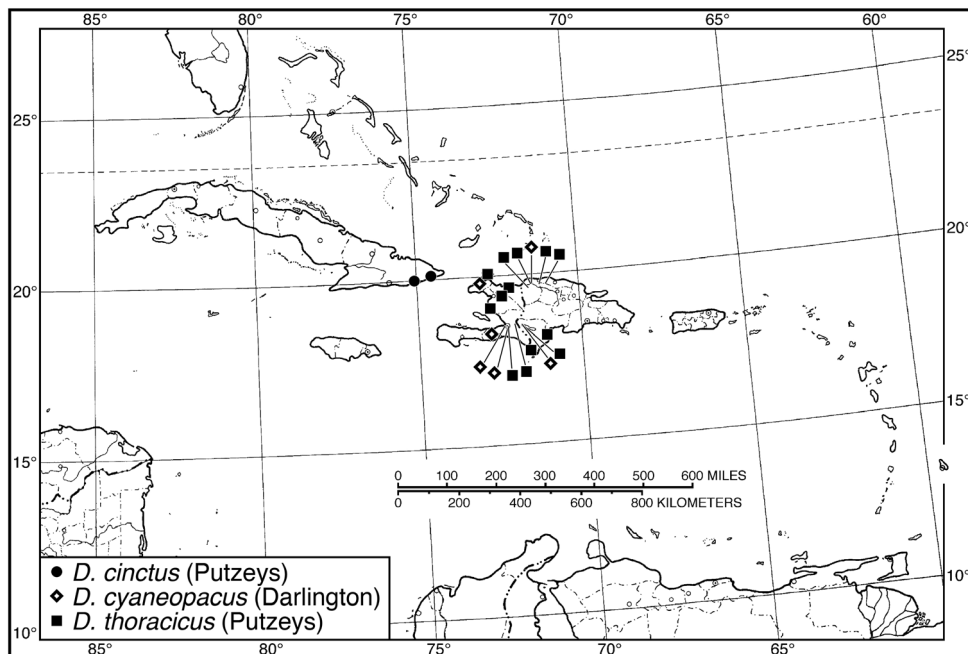 85° 80° 75° 70° 65° 60°
25°
25°
20°
20°
15°
15°
0 100 200 300 400 500 600 MILES
0 200 400 600 800 KILOMETERS
D. cinctus (Putzeys)
D. cyaneopacus (Darlington)
D. thoracicus (Putzeys)
10°
10°
85° 80° 75° 70° 65°